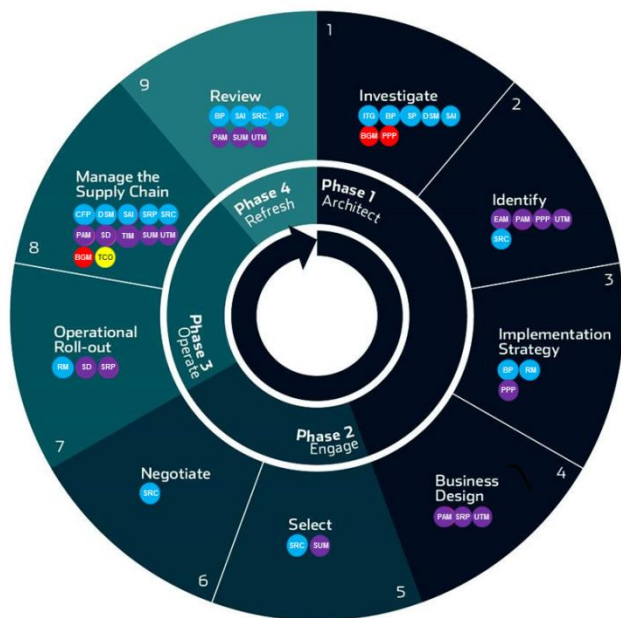 1
Investigate
ITG BP SP DSM SAI
BGM PPP
2
Identify
EAM PAM PPP UTM
SRC
3
Implementation
Strategy
BP RM
PPP
4
Business
Design
PAM SRP UTM
5
Select
SRC SUM
6
Negotiate
SRC
7
Operational
Roll-out
RM SD SRP
8
Manage the
Supply Chain
CFP DSM SAI SRP SRC
PAM SD TIM SUM UTM
BGM TCO
9
Review
BP SAI SRC SP
PAM SUM UTM
Phase 1
Architect
Phase 2
Engage
Phase 3
Operate
Phase 4
Refresh